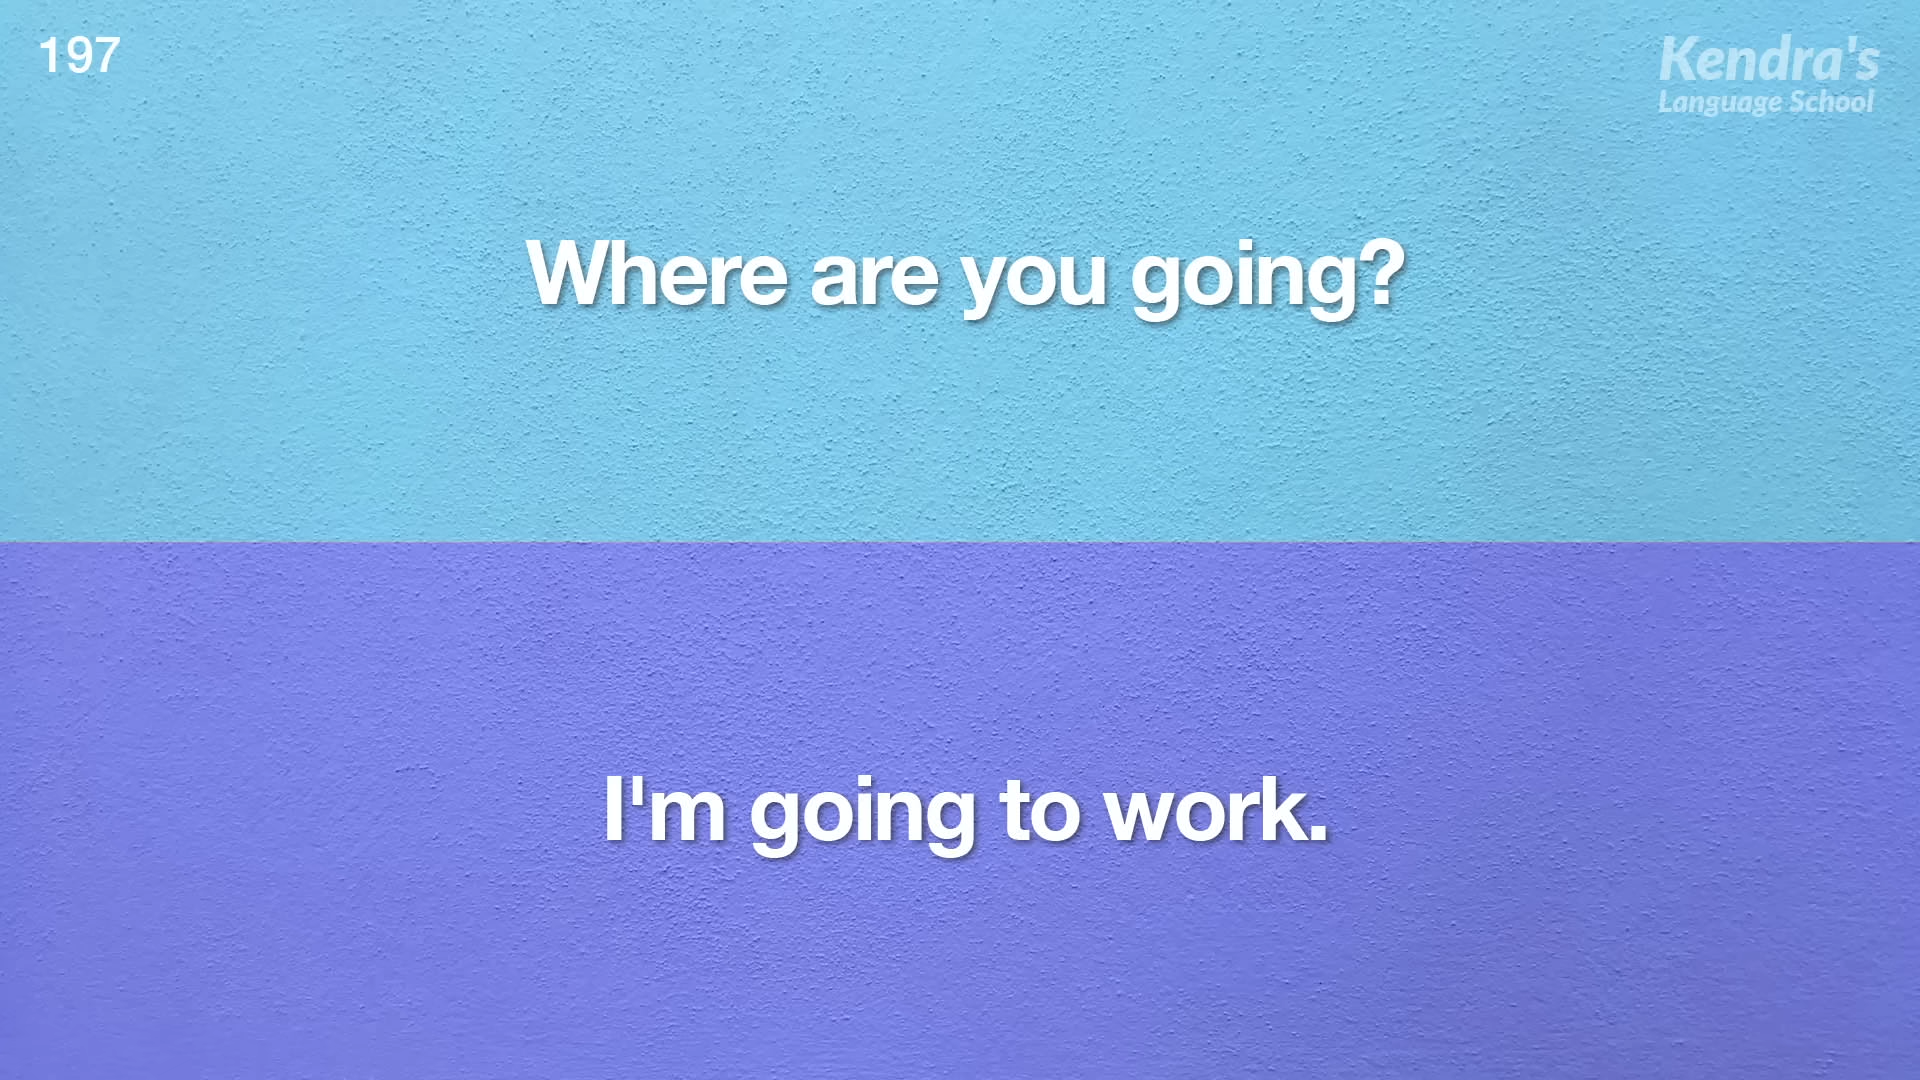 197
Kendra's
Language School
Where are you going?
I'm going to work.